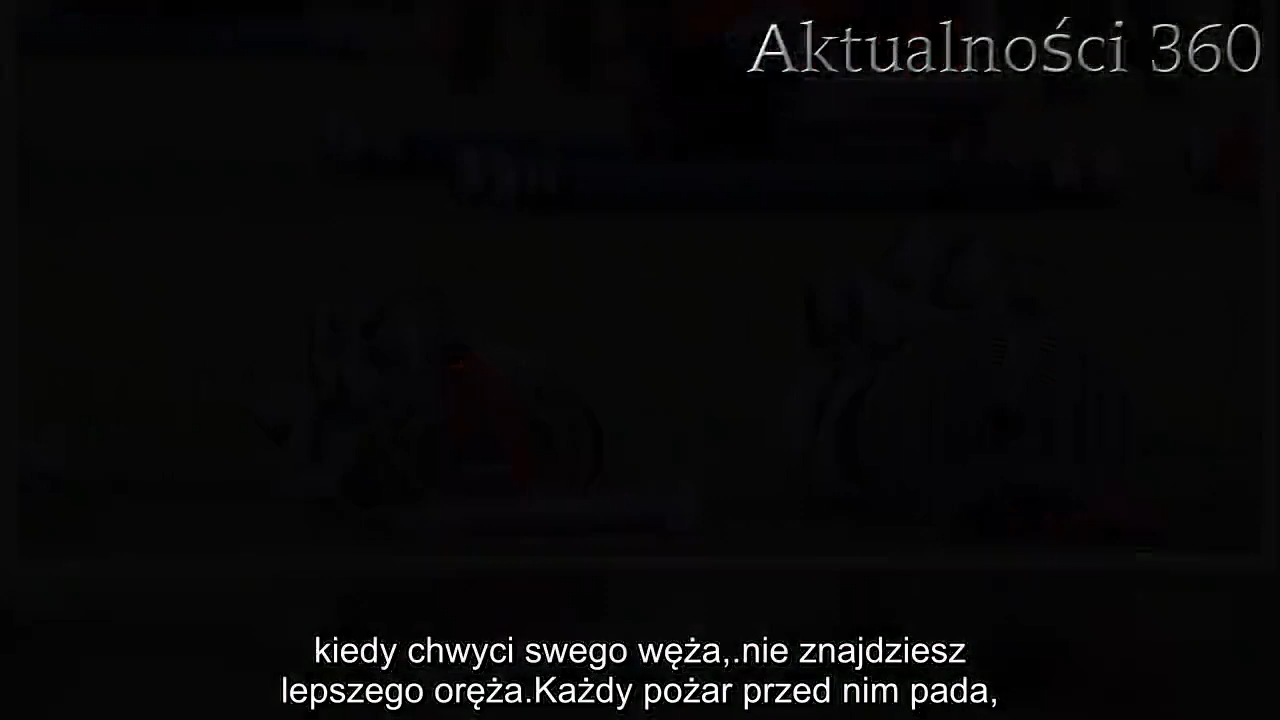 Aktualności 360
kiedy chwyci swego węża,.nie znajdziesz
lepszego oręża.Każdy pożar przed nim pada,